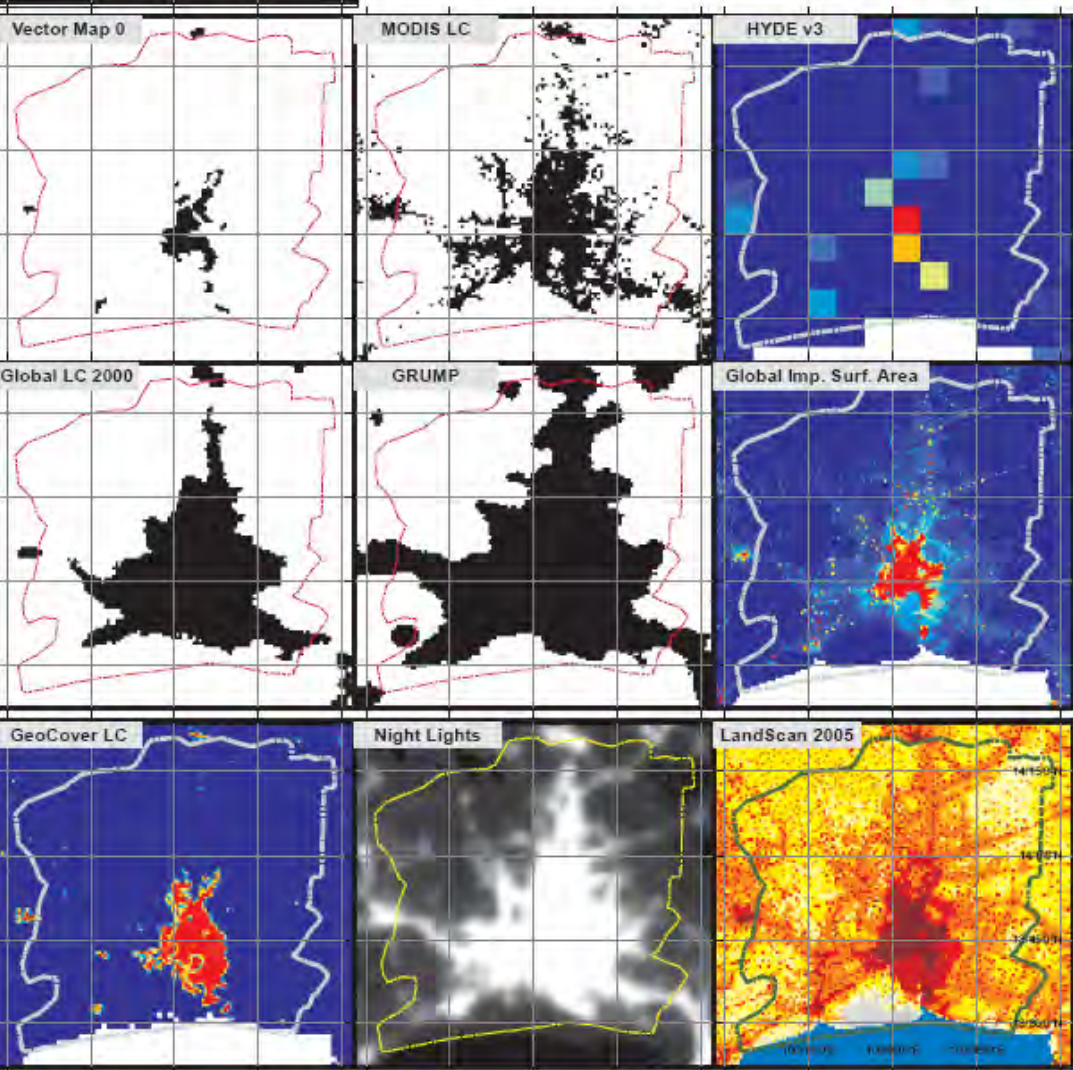 Vector Map 0
MODIS LC
HYDE v3
Global LC 2000
GRUMP
Global Imp. Surf. Area
GeoCover LC
Night Lights
LandScan 2005